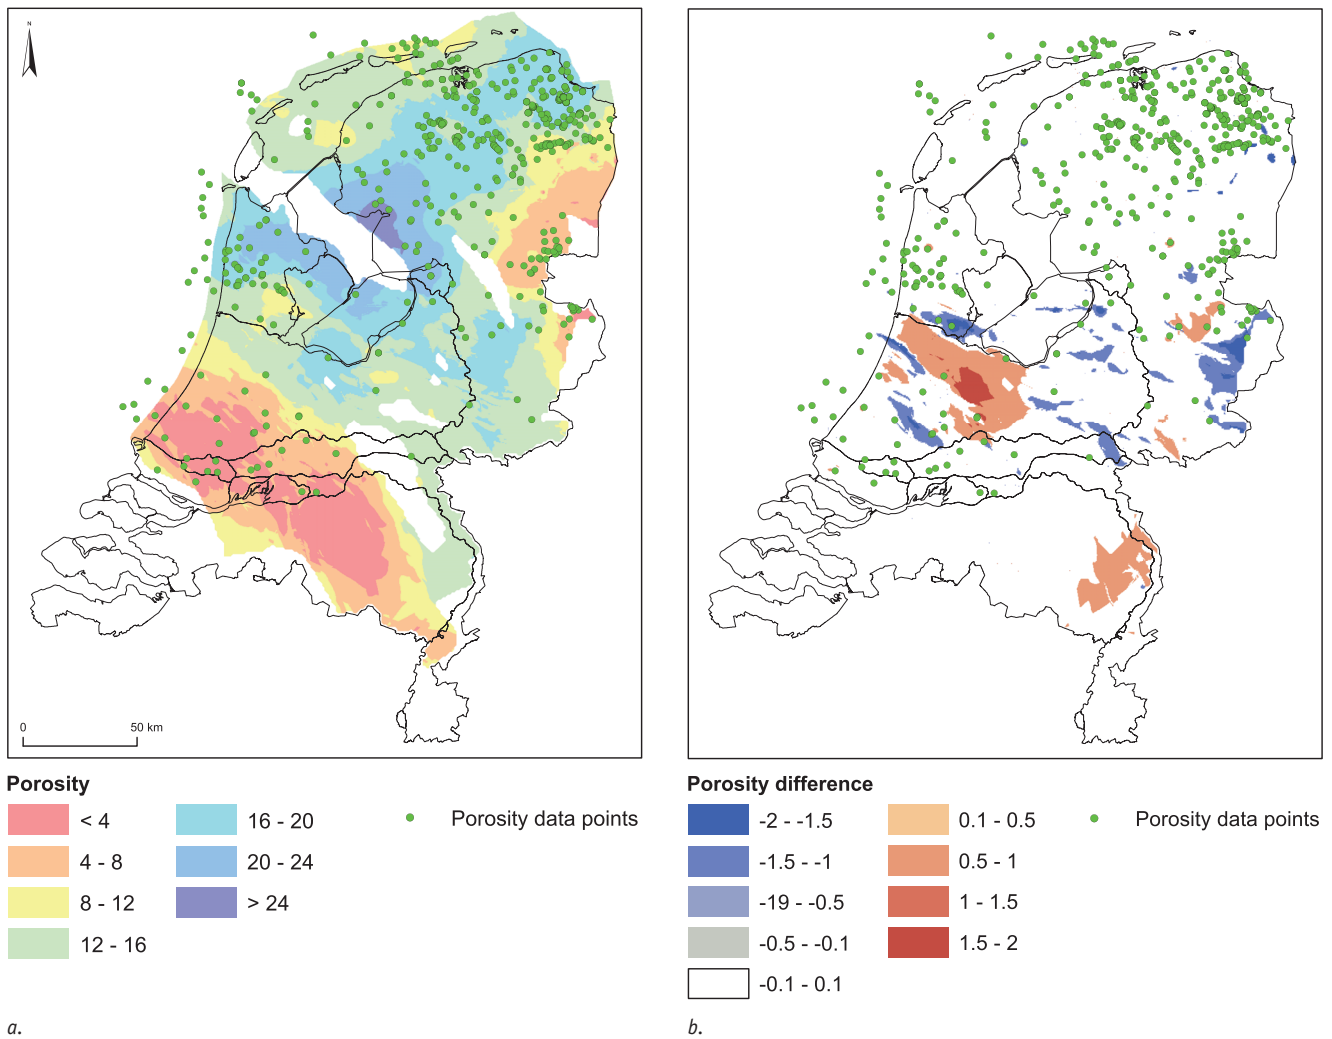 N
0 50 km
Porosity
< 4
4 - 8
8 - 12
12 - 16
16 - 20
20 - 24
> 24
Porosity data points
a.
Porosity difference
-2 - -1.5
-1.5 - -1
-19 - -0.5
-0.5 - -0.1
-0.1 - 0.1
0.1 - 0.5
0.5 - 1
1 - 1.5
1.5 - 2
Porosity data points
b.